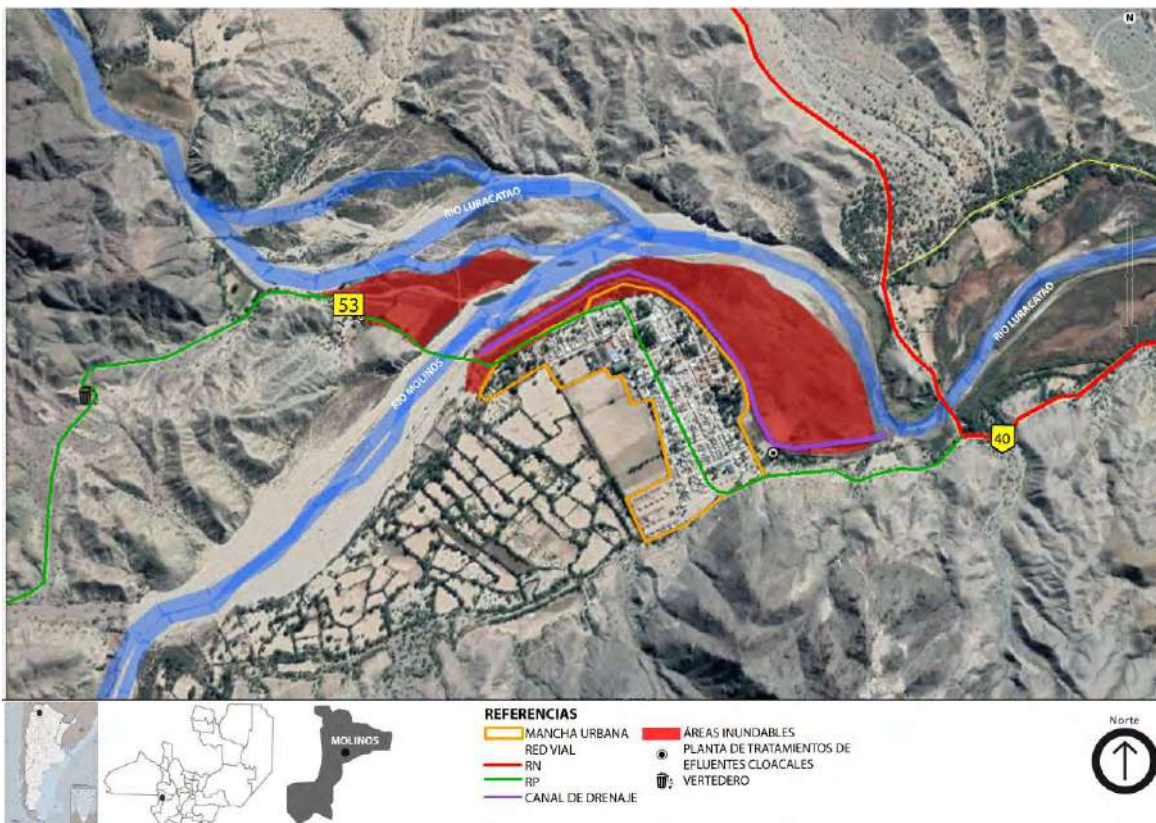 N
RIO LURACATAO
53
RIO MOLINOS
RIO LURACATAO
40
MOLINOS
REFERENCIAS
MANCHA URBANA
RED VIAL
RN
RP
CANAL DE DRENAJE
ÁREAS INUNDABLES
PLANTA DE TRATAMIENTOS DE
EFLUENTES CLOACALES
VERTEDERO
Norte